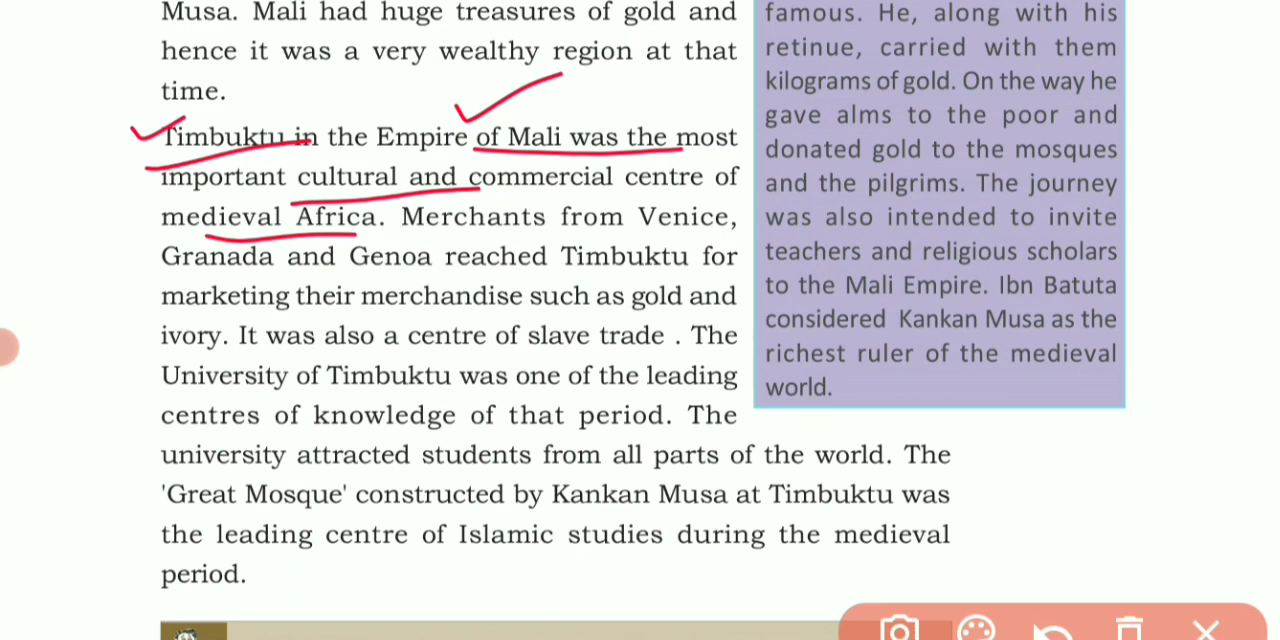 Musa. Mali had huge treasures of gold and
hence it was a very wealthy region at that
time.
Timbuktu in the Empire of Mali was the most
important cultural and commercial centre of
medieval Africa. Merchants from Venice,
Granada and Genoa reached Timbuktu for
marketing their merchandise such as gold and
ivory. It was also a centre of slave trade . The
University of Timbuktu was one of the leading
centres of knowledge of that period. The
university attracted students from all parts of the world. The
'Great Mosque' constructed by Kankan Musa at Timbuktu was
the leading centre of Islamic studies during the medieval
period.
famous. He, along with his
retinue, carried with them
kilograms of gold. On the way he
gave alms to the poor and
donated gold to the mosques
and the pilgrims. The journey
was also intended to invite
teachers and religious scholars
to the Mali Empire. Ibn Batuta
considered Kankan Musa as the
richest ruler of the medieval
world.